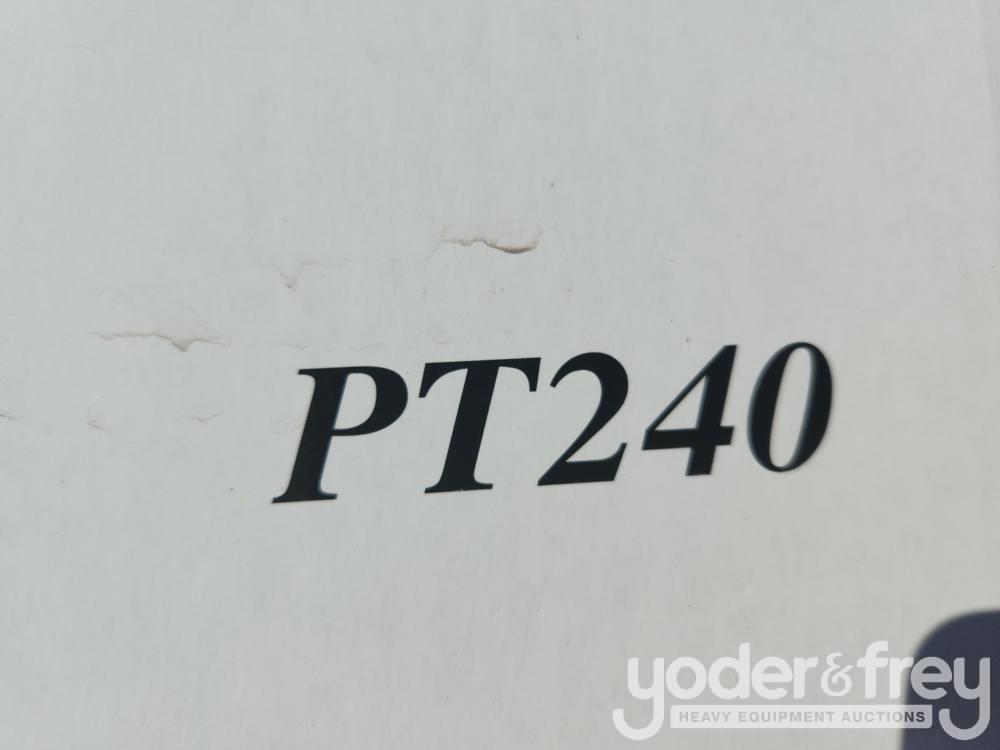 PT240
yoder&frey
HEAVY EQUIPMENT AUCTIONS